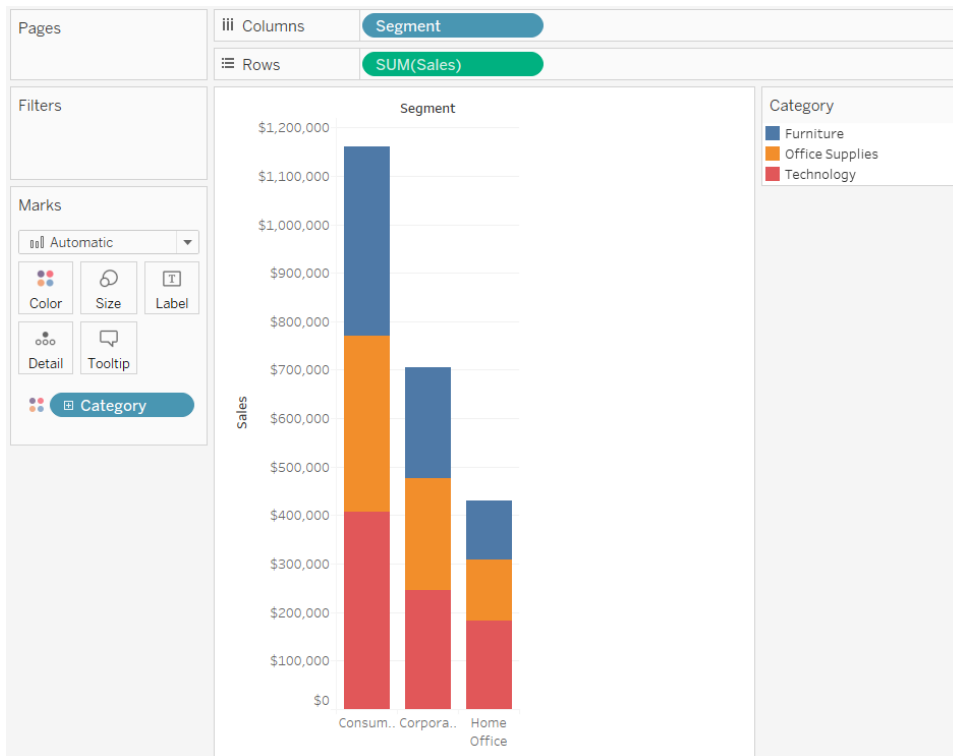 Pages
Columns
Segment
Rows
SUM(Sales)
Filters
Marks
Automatic
Color
Size
T
Label
Detail
Tooltip
Category
Segment
$1,200,000
$1,100,000
$1,000,000
$900,000
$800,000
$700,000
$600,000
$500,000
$400,000
$300,000
$200,000
$100,000
$0
Sales
Consum..
Corpora..
Home
Office
Category
Furniture
Office Supplies
Technology